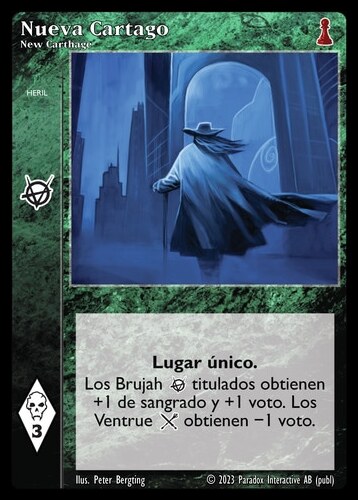 Nueva Cartago
New Carthage
HERIL
Lugar único.
Los Brujah titulados obtienen
+1 de sangrado y +1 voto. Los
Ventrue obtienen −1 voto.
3
Ilus. Peter Bergting © 2023 Paradox Interactive AB (publ)